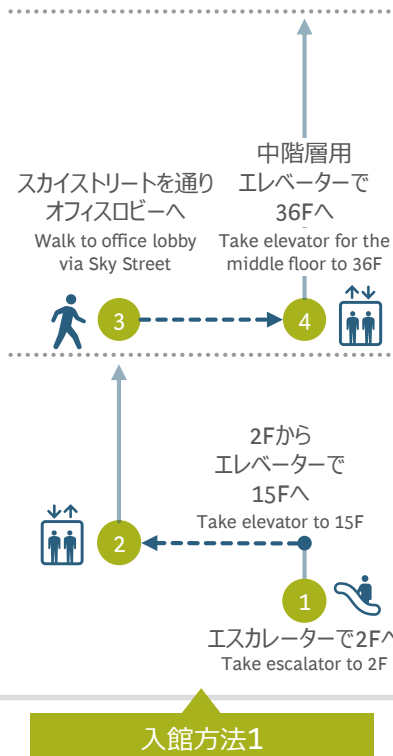 スカイストリートを通り
オフィスロビーへ
Walk to office lobby
via Sky Street
中階層用
エレベーターで
36Fへ
Take elevator for the
middle floor to 36F
3
4
2Fから
エレベーターで
15Fへ
Take elevator to 15F
2
1
エスカレーターで2Fへ
Take escalator to 2F
入館方法1